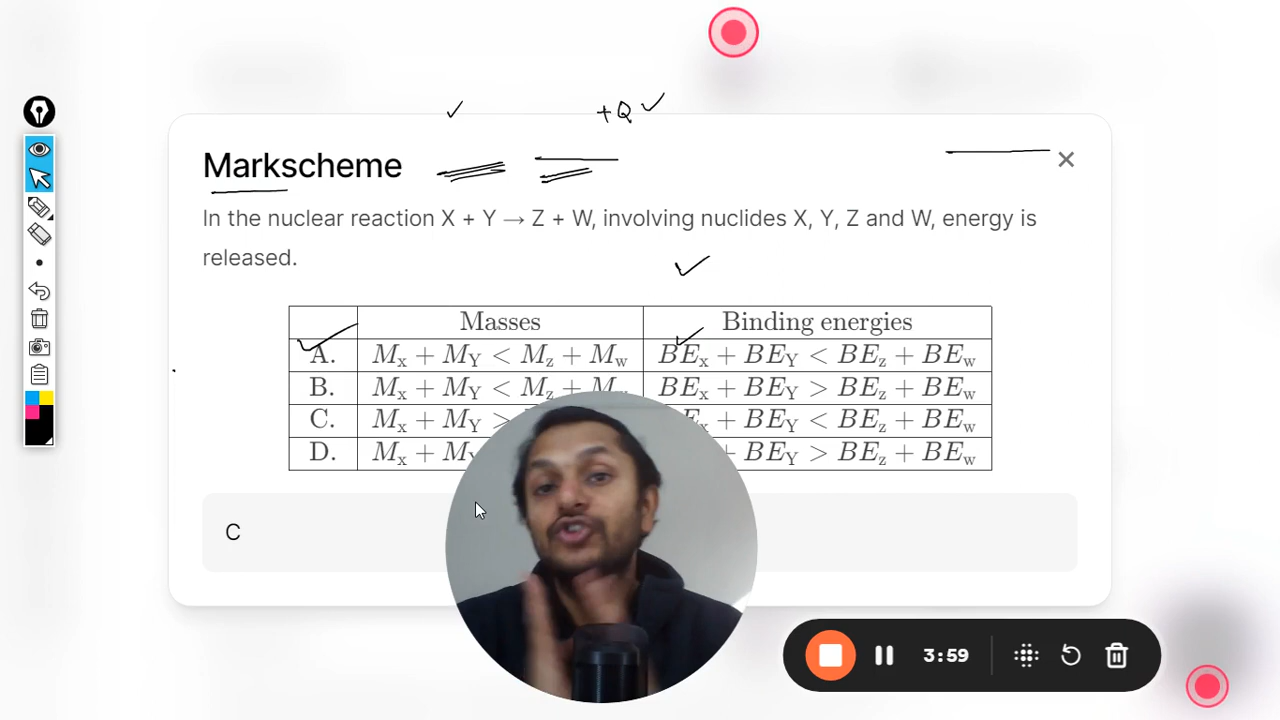 +Q
Markscheme
In the nuclear reaction X + Y → Z + W, involving nuclides X, Y, Z and W, energy is
released.
Masses Binding energies
A. Mx + MY < Mz + Mw BEx + BEY < BEz + BEw
B. Mx + MY < Mz + BEx + BEY > BEz + BEw
C. Mx + MY > + BEY < BEz + BEw
D. Mx + + BEY > BEz + BEw
C
3:59